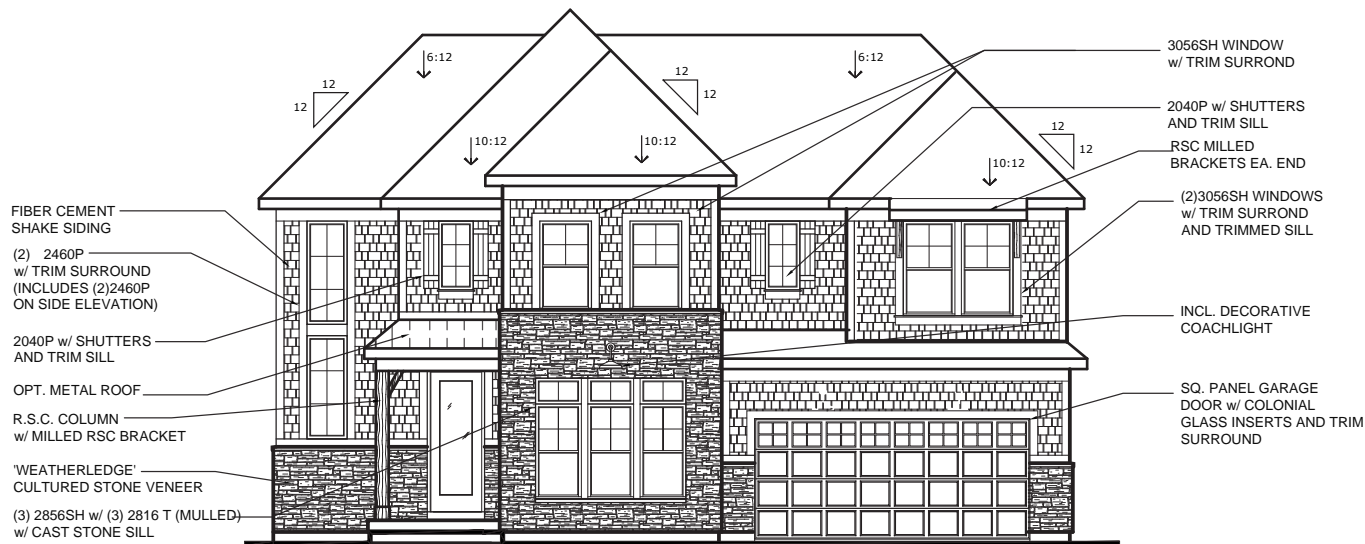 6:12
6:12
12
12
12
12
12
12
10:12
10:12
10:12
FIBER CEMENT
SHAKE SIDING
(2) 2460P
w/ TRIM SURROUND
(INCLUDES (2)2460P
ON SIDE ELEVATION)
2040P w/ SHUTTERS
AND TRIM SILL
OPT. METAL ROOF
R.S.C. COLUMN
w/ MILLED RSC BRACKET
'WEATHERLEDGE'
CULTURED STONE VENEER
(3) 2856SH w/ (3) 2816 T (MULLED)
w/ CAST STONE SILL
3056SH WINDOW
w/ TRIM SURROND
2040P w/ SHUTTERS
AND TRIM SILL
RSC MILLED
BRACKETS EA. END
(2)3056SH WINDOWS
w/ TRIM SURROND
AND TRIMMED SILL
INCL. DECORATIVE
COACHLIGHT
SQ. PANEL GARAGE
DOOR w/ COLONIAL
GLASS INSERTS AND TRIM
SURROUND